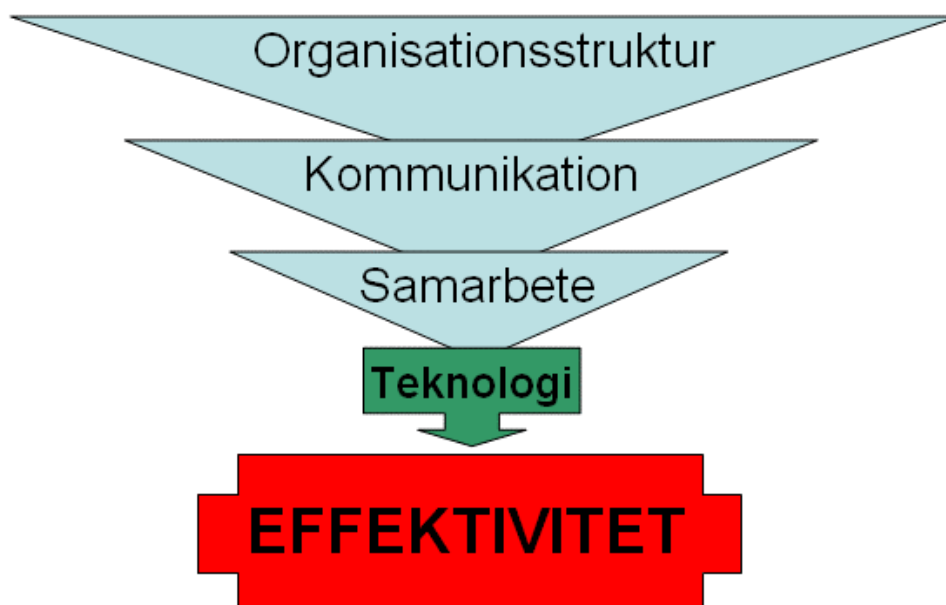 Organisationsstruktur
Kommunikation
Samarbete
Teknologi
EFFEKTIVITET